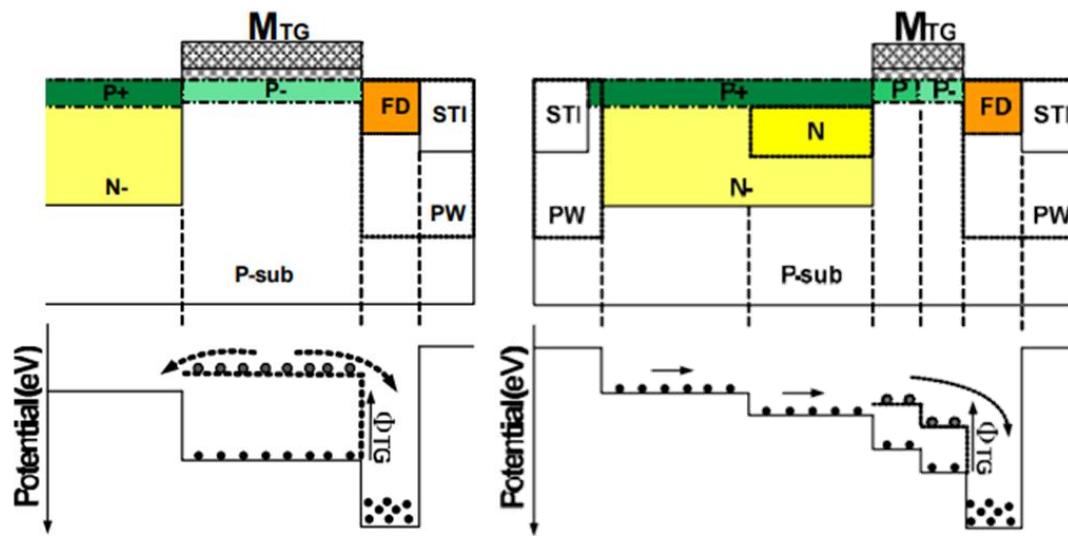 MTG
P+
P-
FD
STI
N-
PW
P-sub
Potential(eV)
ΦTG
MTG
STI
P+
P
P-
FD
STI
N
N-
PW
PW
P-sub
Potential(eV)
ΦTG